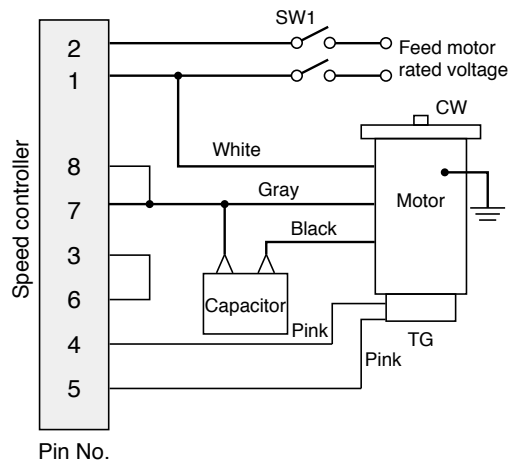 SW1
2
Feed motor
1
rated voltage
CW
White
8
Gray
7
Motor
Black
3
Speed controller
6
Capacitor
Pink
4
TG
Pink
5
Pin No.